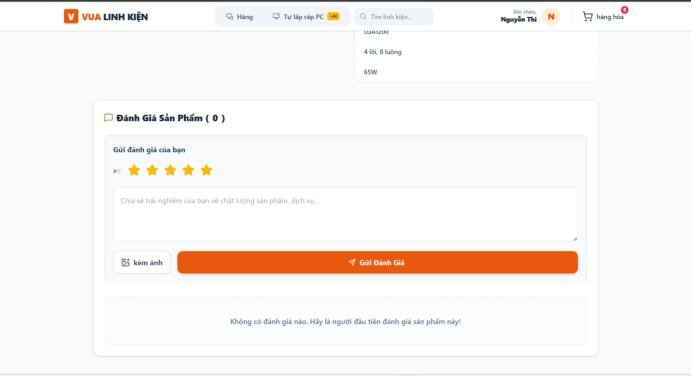 V VUA LINH KIỆN
Hàng
Tự lắp ráp PC
+AI
Tìm linh kiện...
Xin chào,
Nguyễn Thi
N
hàng hóa
0
LGA1200
4 lõi, 8 luồng
65W
Đánh Giá Sản Phẩm ( 0 )
Gửi đánh giá của bạn
x-:
Chia sẻ trải nghiệm của bạn về chất lượng sản phẩm, dịch vụ...
kèm ảnh
Gửi Đánh Giá
Không có đánh giá nào. Hãy là người đầu tiên đánh giá sản phẩm này!